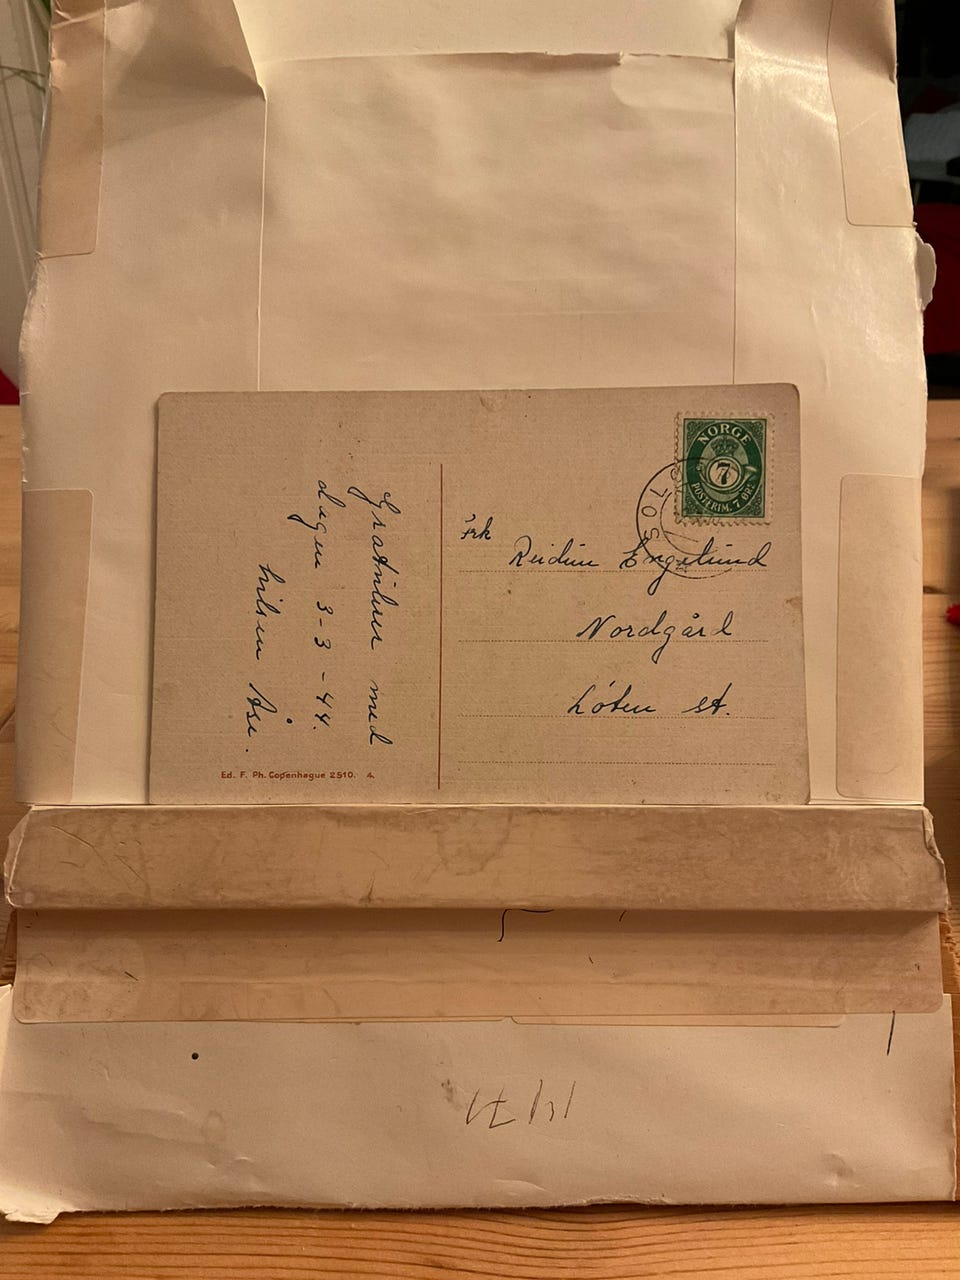 Gratulerer med
dagen 3-3-44.
hilsen Åse.
Ed. F. Ph. Copenhague 2510. 4.
NORGE
7
POSTFRIM. 7 ØRE
Frk
Reidun Engelund
Nordgård
Løten st.